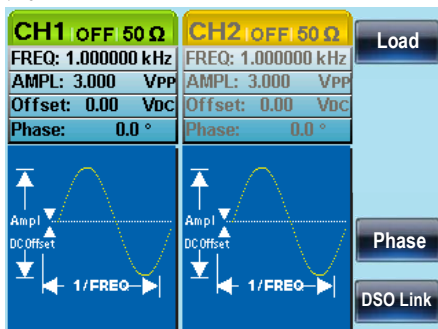 CH1 OFF 50 Ω
FREQ: 1.000000 kHz
AMPL: 3.000 VPP
Offset: 0.00 VDC
Phase: 0.0 °
Ampl
DC Offset
1/FREQ
CH2 OFF 50 Ω
FREQ: 1.000000 kHz
AMPL: 3.000 VPP
Offset: 0.00 VDC
Phase: 0.0 °
Ampl
DC Offset
1/FREQ
Load
Phase
DSO Link